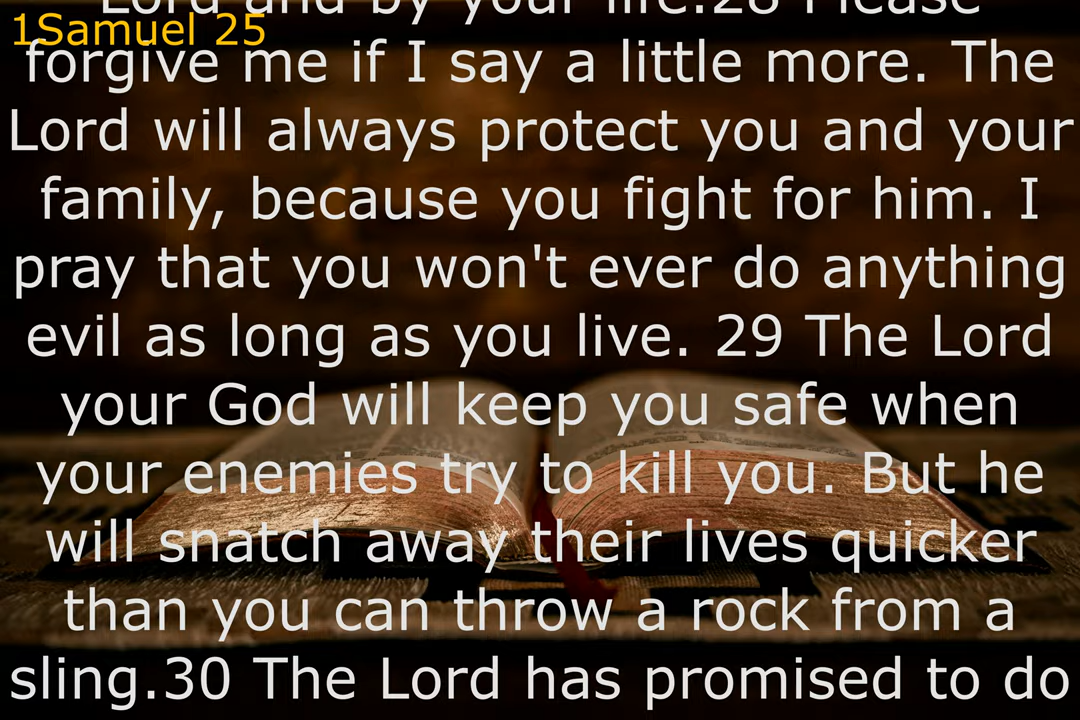 Lord and by your life.28 Please
1Samuel 25
forgive me if I say a little more. The
Lord will always protect you and your
family, because you fight for him. I
pray that you won't ever do anything
evil as long as you live. 29 The Lord
your God will keep you safe when
your enemies try to kill you. But he
will snatch away their lives quicker
than you can throw a rock from a
sling.30 The Lord has promised to do